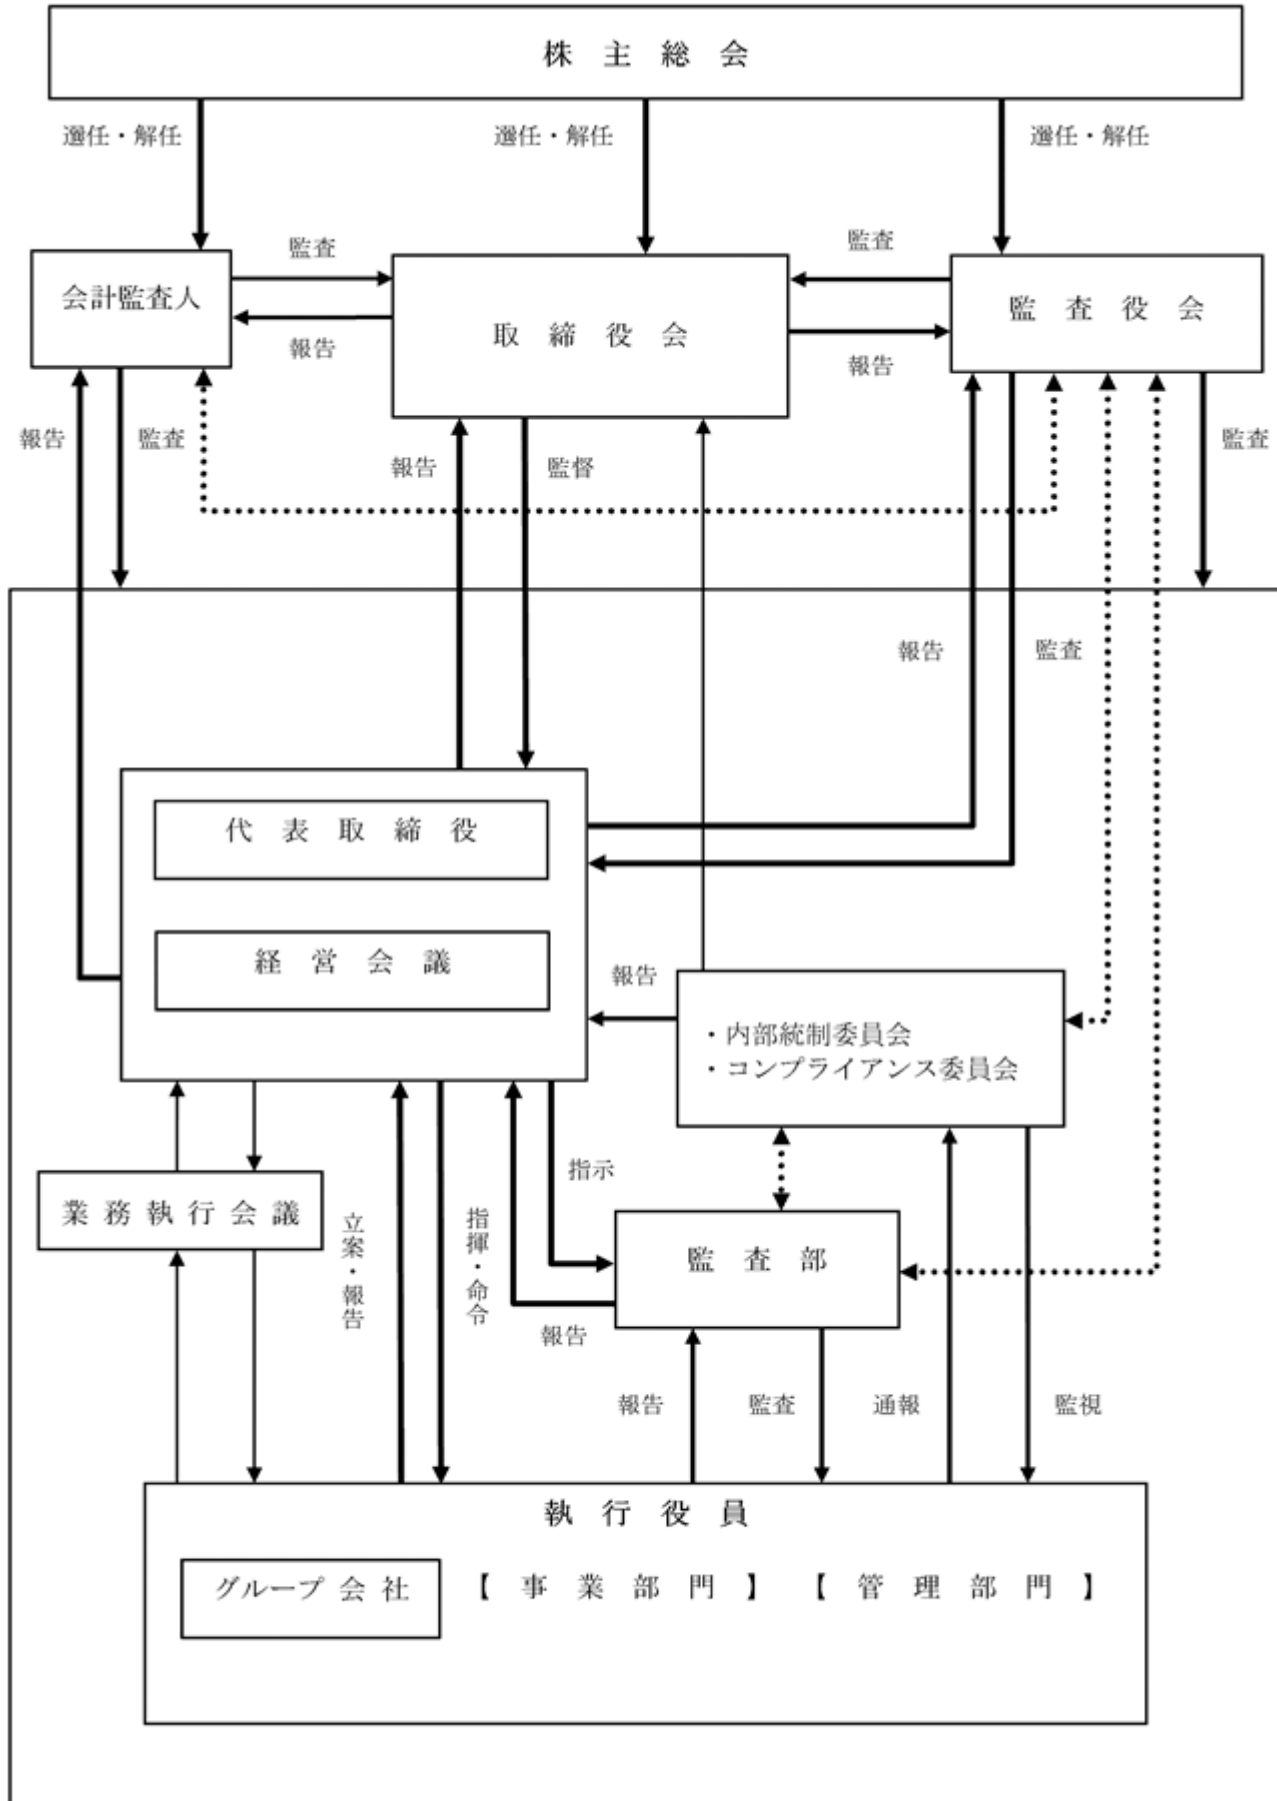 株主総会
選任・解任
選任・解任
選任・解任
監査
監査
会計監査人
取締役会
監査役会
報告
報告
報告
監査
報告
監督
監査
報告
監査
代表取締役
経営会議
報告
・内部統制委員会
・コンプライアンス委員会
指示
業務執行会議
立案・報告
指揮・命令
監査部
報告
報告
監査
通報
監視
執行役員
グループ会社
【事業部門】
【管理部門】